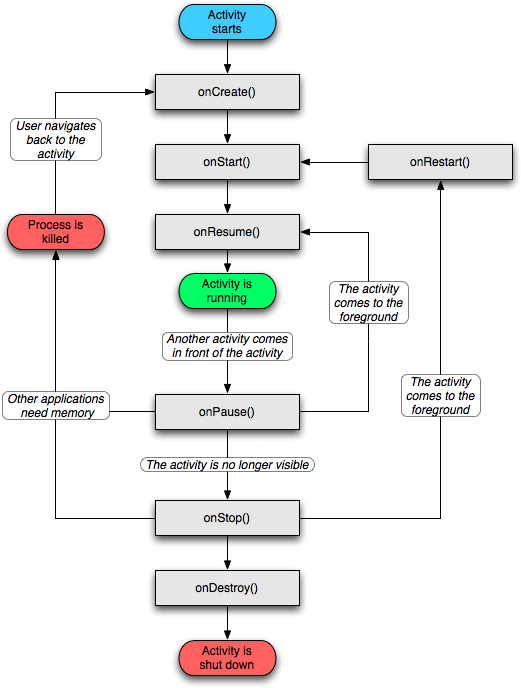 Activity
starts
onCreate()
User navigates
back to the
activity
onStart()
onRestart()
Process is
killed
onResume()
Activity is
running
The activity
comes to the
foreground
Another activity comes
in front of the activity
Other applications
need memory
onPause()
The activity
comes to the
foreground
The activity is no longer visible
onStop()
onDestroy()
Activity is
shut down